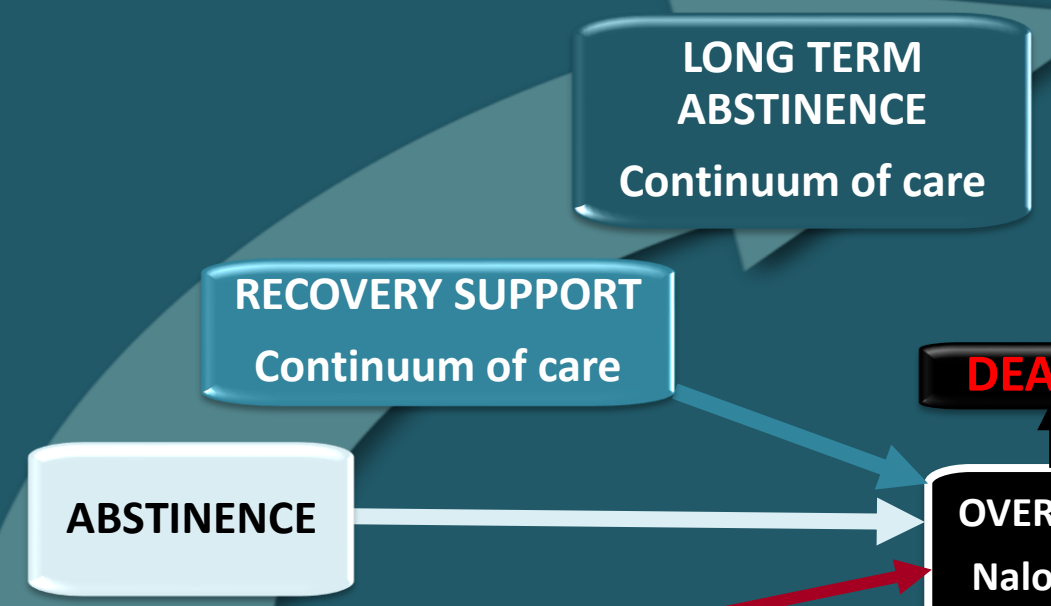 LONG TERM
ABSTINENCE
Continuum of care
RECOVERY SUPPORT
Continuum of care
ABSTINENCE